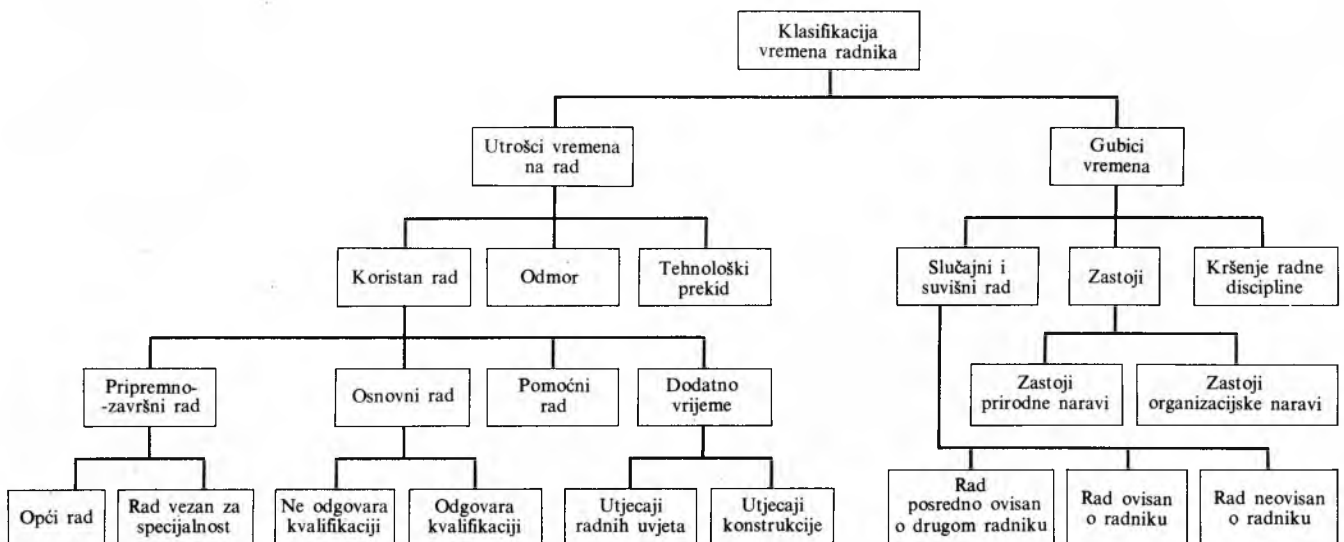 Klasifikacija
vremena radnika
Utrošci vremena
na rad
Gubici
vremena
Koristan rad
Odmor
Tehnološki
prekid
Slučajni i
suvišni rad
Zastoji
Kršenje radne
discipline
Pripremno-
-završni rad
Osnovni rad
Pomoćni
rad
Dodatno
vrijeme
Zastoji
prirodne naravi
Zastoji
organizacijske naravi
Opći rad
Rad vezan za
specijalnost
Ne odgovara
kvalifikaciji
Odgovara
kvalifikaciji
Utjecaji
radnih uvjeta
Utjecaji
konstrukcije
Rad
posredno ovisan
o drugom radniku
Rad ovisan
o radniku
Rad neovisan
o radniku